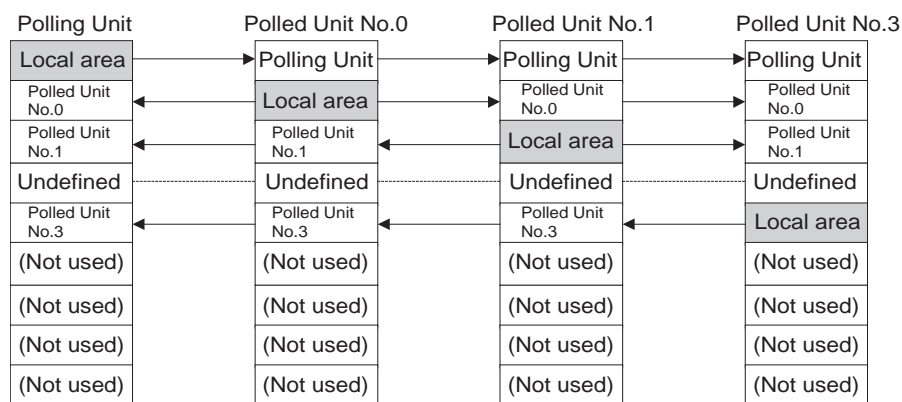 Polling Unit Polled Unit No.0 Polled Unit No.1 Polled Unit No.3
Local area Polling Unit Polling Unit Polling Unit
Polled Unit No.0 Local area Polled Unit No.0 Polled Unit No.0
Polled Unit No.1 Polled Unit No.1 Local area Polled Unit No.1
Undefined Undefined Undefined Undefined
Polled Unit No.3 Polled Unit No.3 Polled Unit No.3 Local area
(Not used) (Not used) (Not used) (Not used)
(Not used) (Not used) (Not used) (Not used)
(Not used) (Not used) (Not used) (Not used)
(Not used) (Not used) (Not used) (Not used)